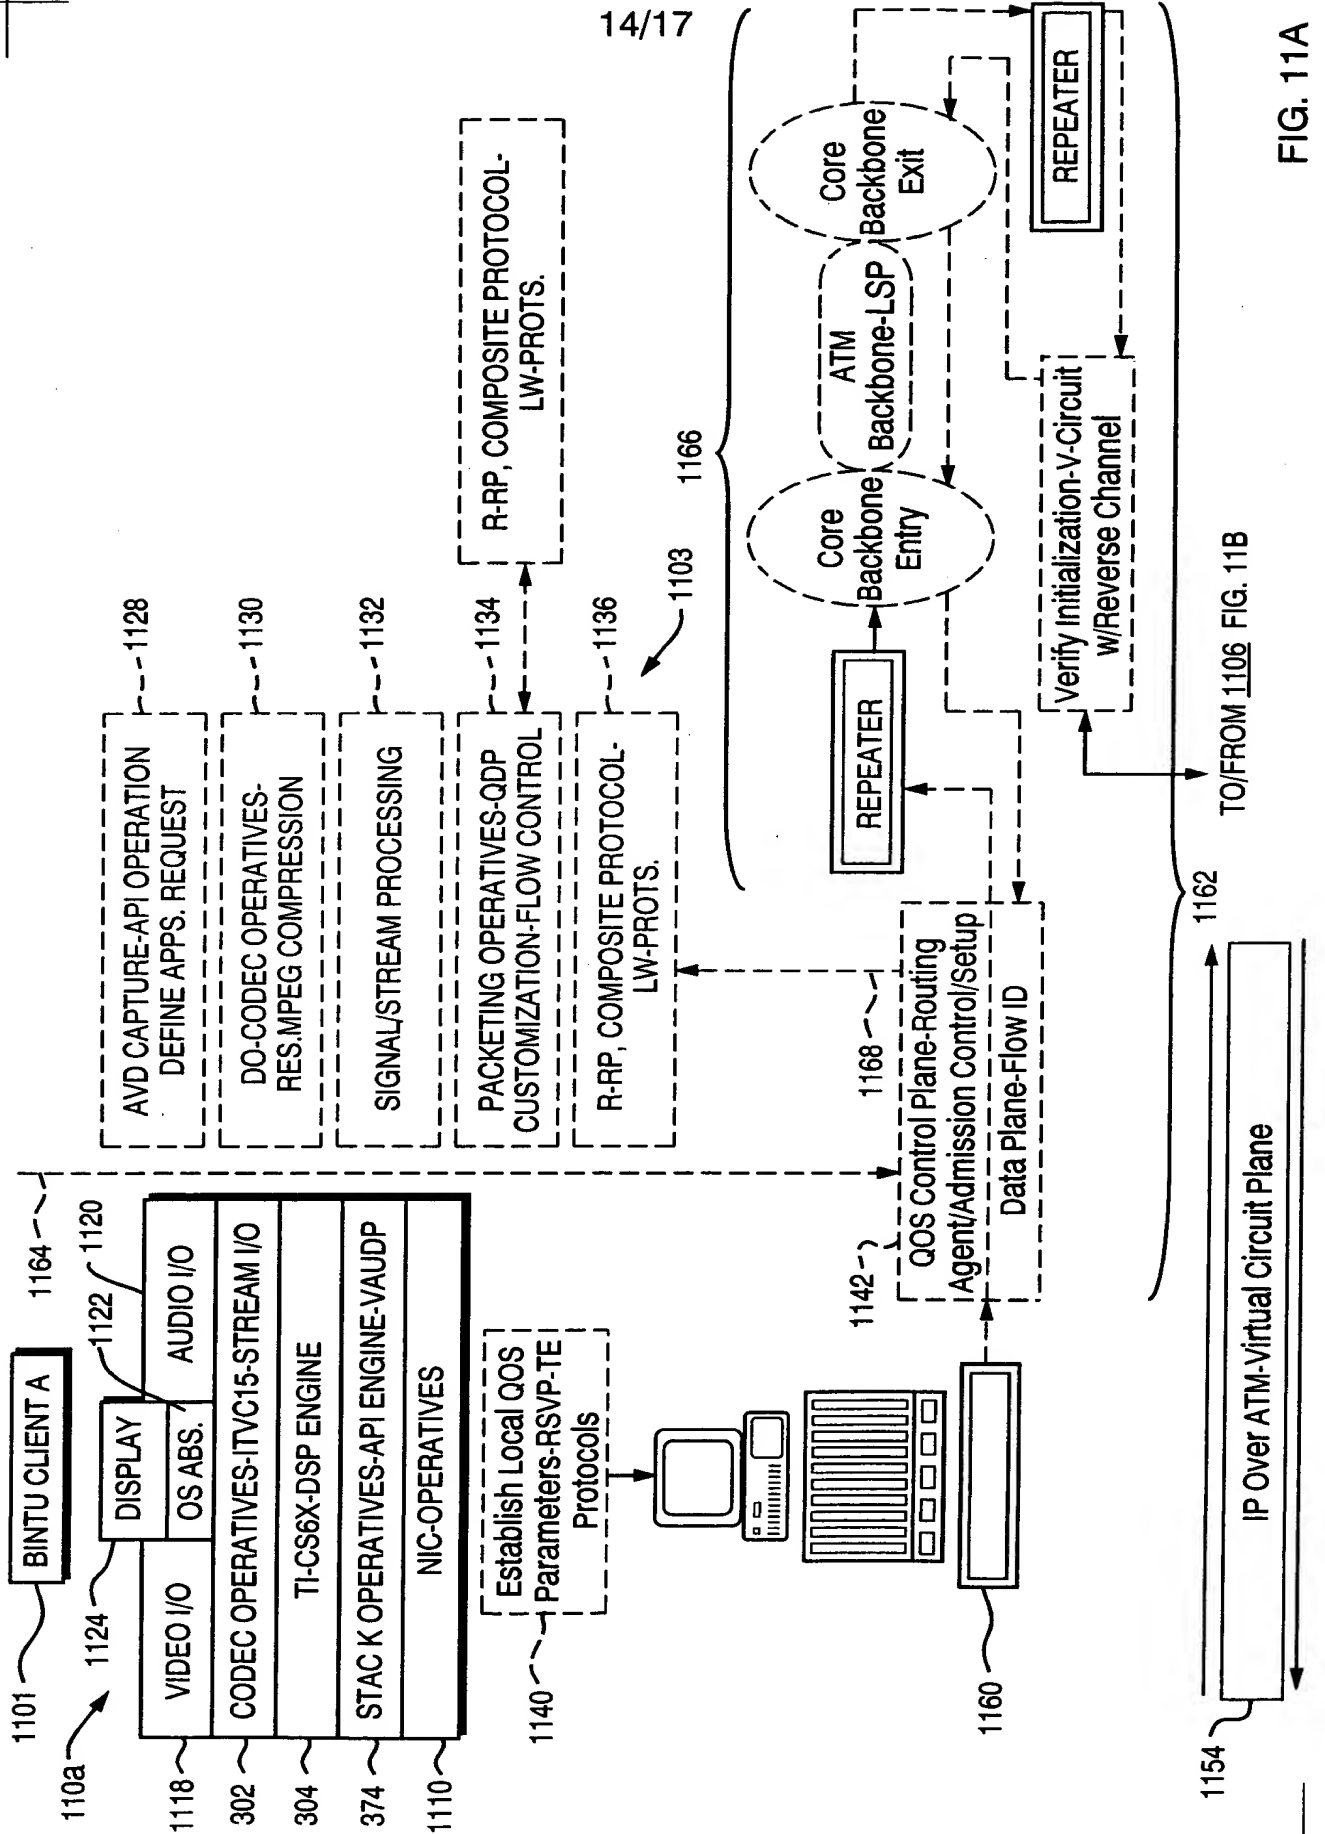 14/17
BINTU CLIENT A
1101
110a
1124
DISPLAY
OS ABS.
1122
1120
1164
1118
VIDEO I/O
AUDIO I/O
302
CODEC OPERATIVES-ITVC15-STREAM I/O
304
TI-CS6X-DSP ENGINE
374
STAC K OPERATIVES-API ENGINE-VAUDP
1110
NIC-OPERATIVES
AVD CAPTURE-API OPERATION
DEFINE APPS. REQUEST
1128
DO-CODEC OPERATIVES-
RES.MPEG COMPRESSION
1130
SIGNAL/STREAM PROCESSING
1132
PACKETING OPERATIVES-QDP
CUSTOMIZATION-FLOW CONTROL
1134
R-RP, COMPOSITE PROTOCOL-
LW-PROTS.
1136
R-RP, COMPOSITE PROTOCOL-
LW-PROTS.
1103
1140
Establish Local QOS
Parameters-RSVP-TE
Protocols
1160
1142
1168
QOS Control Plane-Routing
Agent/Admission Control/Setup
Data Plane-Flow ID
1166
REPEATER
Core
Backbone
Entry
ATM
Backbone-LSP
Core
Backbone
Exit
REPEATER
Verify Initialization-V-Circuit
W/Reverse Channel
TO/FROM 1106 FIG. 11B
1162
1154
IP Over ATM-Virtual Circuit Plane
FIG. 11A